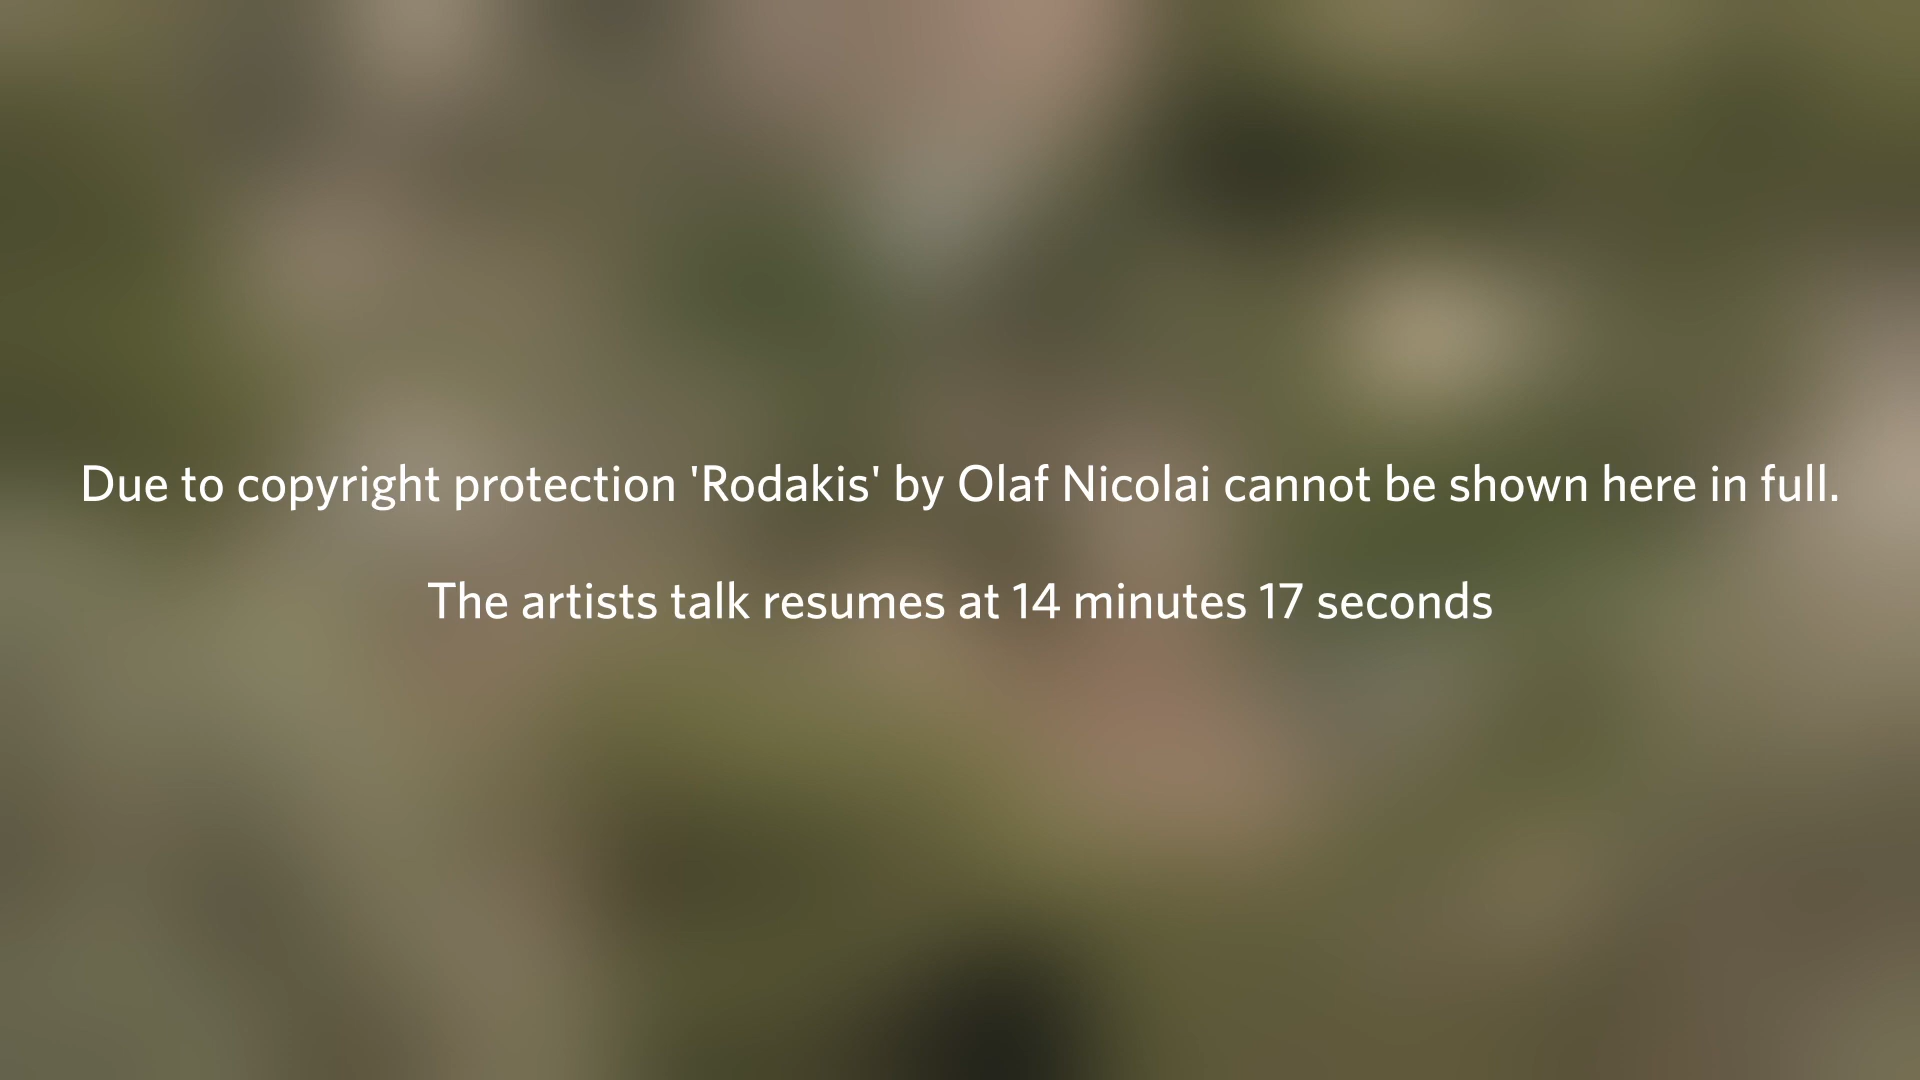 Due to copyright protection 'Rodakis' by Olaf Nicolai cannot be shown here in full.
The artists talk resumes at 14 minutes 17 seconds